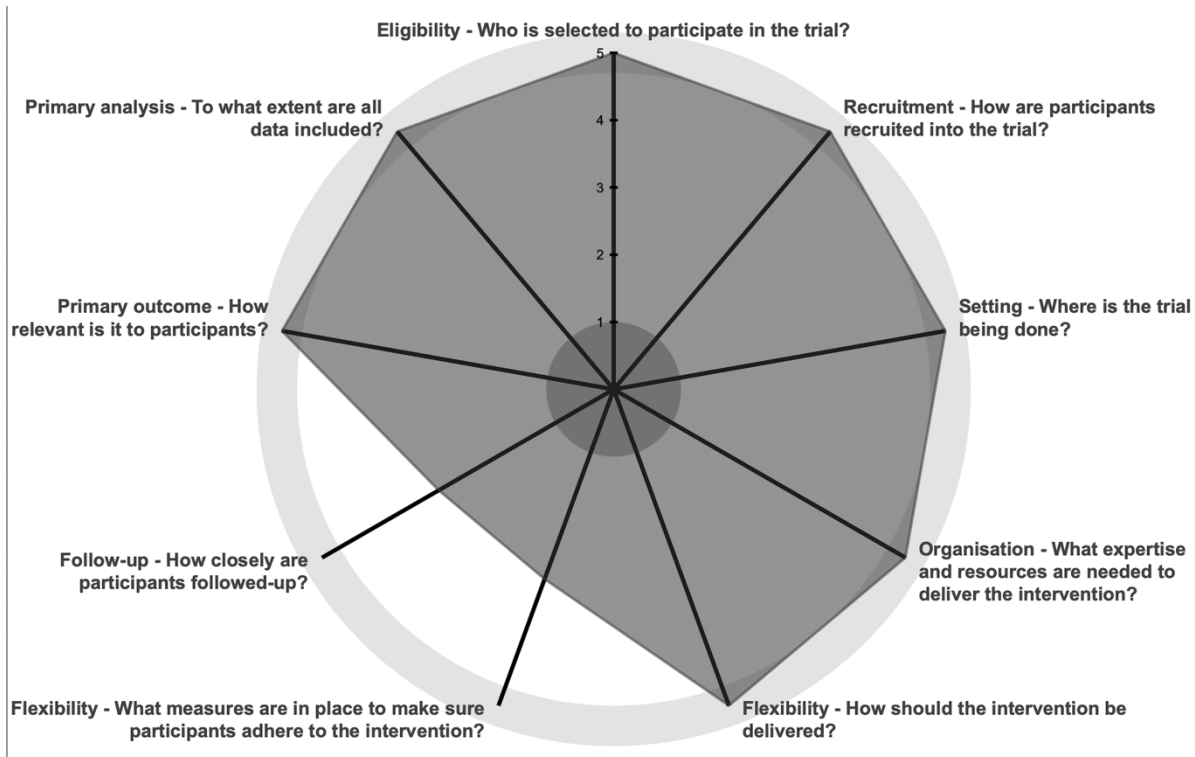 Eligibility - Who is selected to participate in the trial?
5
Primary analysis - To what extent are all
data included?
Recruitment - How are participants
recruited into the trial?
4
3
2
1
Primary outcome - How
relevant is it to participants?
Setting - Where is the trial
being done?
Follow-up - How closely are
participants followed-up?
Organisation - What expertise
and resources are needed to
deliver the intervention?
Flexibility - What measures are in place to make sure
participants adhere to the intervention?
Flexibility - How should the intervention be
delivered?